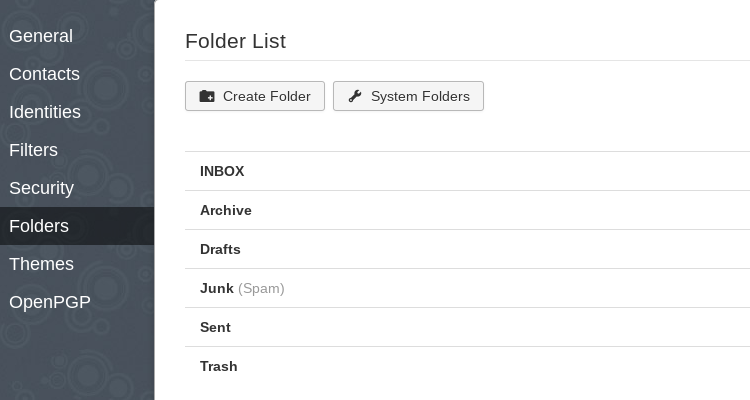 General
Contacts
Identities
Filters
Security
Folders
Themes
OpenPGP
Folder List
Create Folder
System Folders
INBOX
Archive
Drafts
Junk (Spam)
Sent
Trash